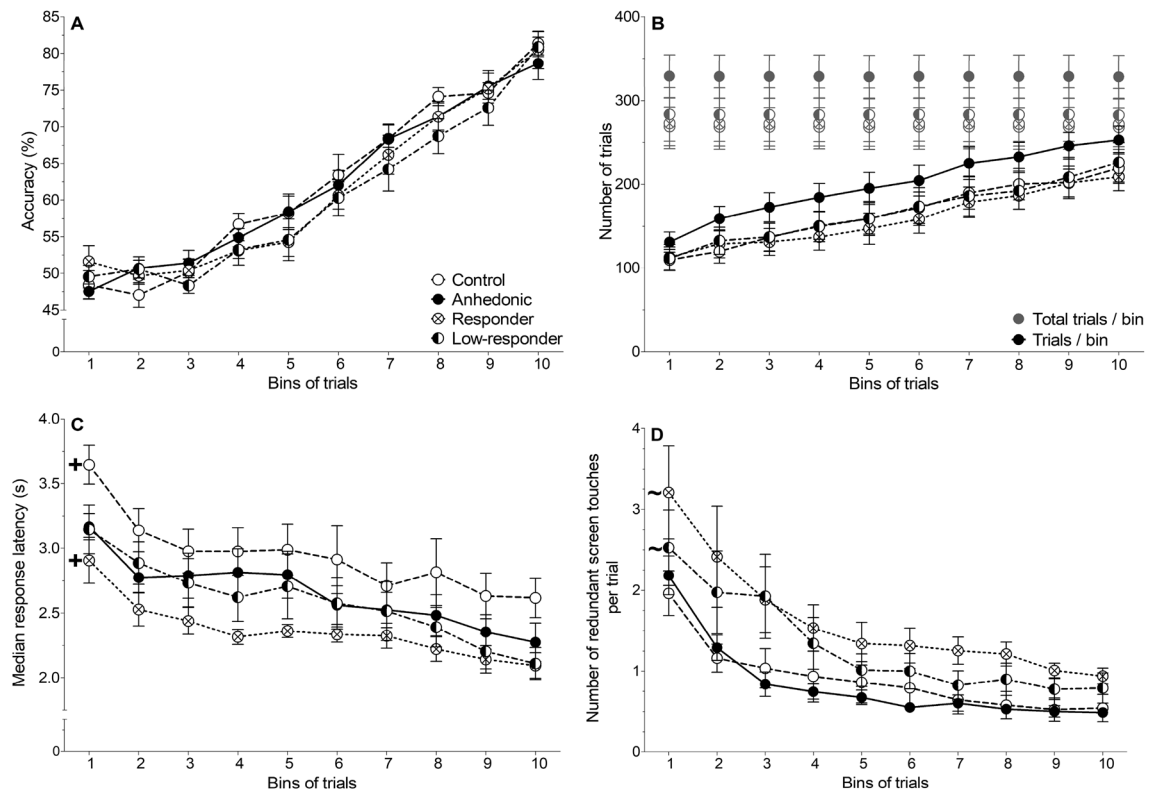 A
Accuracy (%)
85
80
75
70
65
60
55
50
45
0
Control
Anhedonic
Responder
Low-responder
1 2 3 4 5 6 7 8 9 10
Bins of trials
B
Number of trials
400
300
200
100
0
Total trials / bin
Trials / bin
1 2 3 4 5 6 7 8 9 10
Bins of trials
C
Median response latency (s)
4.0
3.5
3.0
2.5
2.0
0
+
+
1 2 3 4 5 6 7 8 9 10
Bins of trials
D
Number of redundant screen touches
per trial
4
3
2
1
0
~
~
1 2 3 4 5 6 7 8 9 10
Bins of trials